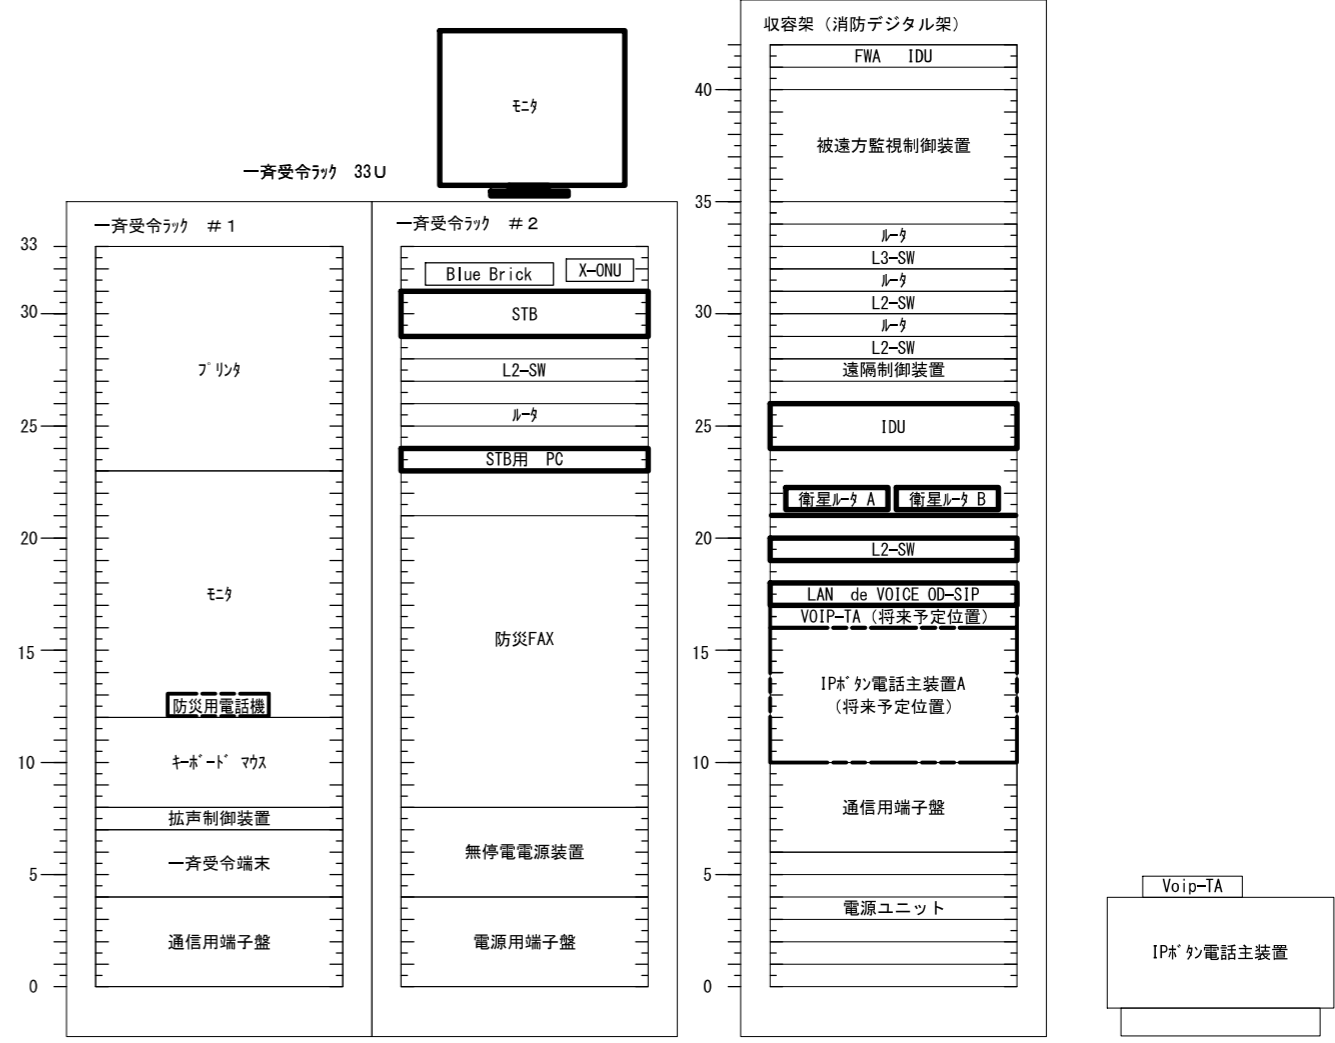 モニタ
一斉受令ﾗｯｸ　33U
一斉受令ﾗｯｸ　＃1
33
30
25
20
15
10
5
0
ﾌﾟﾘﾝﾀ
ﾓﾆﾀ
防災用電話機
ｷｰﾎﾞｰﾄﾞ ﾏｳｽ
拡声制御装置
一斉受令端末
通信用端子盤
一斉受令ﾗｯｸ　＃2
Blue Brick
X-ONU
STB
L2-SW
ﾙｰﾀ
STB用　PC
防災FAX
無停電電源装置
電源用端子盤
収容架（消防デジタル架）
40
35
30
25
20
15
10
5
0
FWA　IDU
被遠方監視制御装置
ﾙｰﾀ
L3-SW
ﾙｰﾀ
L2-SW
ﾙｰﾀ
L2-SW
遠隔制御装置
IDU
衛星ﾙｰﾀ A
衛星ﾙｰﾀ B
L2-SW
LAN　de VOICE OD-SIP
VOIP-TA（将来予定位置）
IPﾎﾞﾀﾝ電話主装置A
（将来予定位置）
通信用端子盤
電源ユニット
Voip-TA
IPﾎﾞﾀﾝ電話主装置